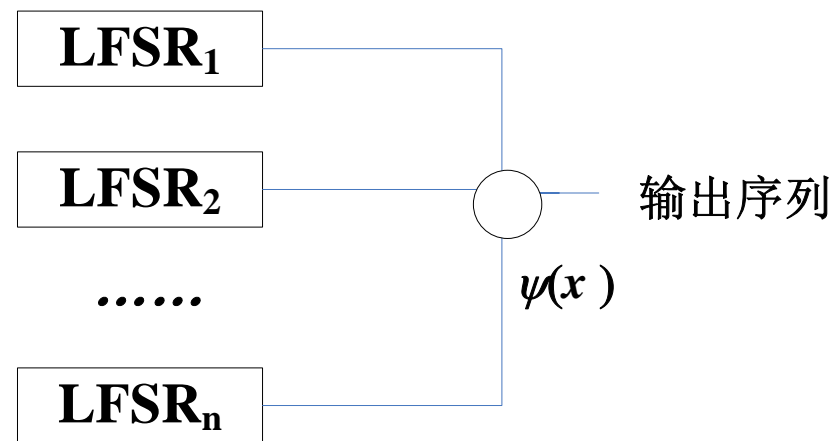 LFSR₁
LFSR₂
输出序列
......
ψ(x )
LFSRₙ